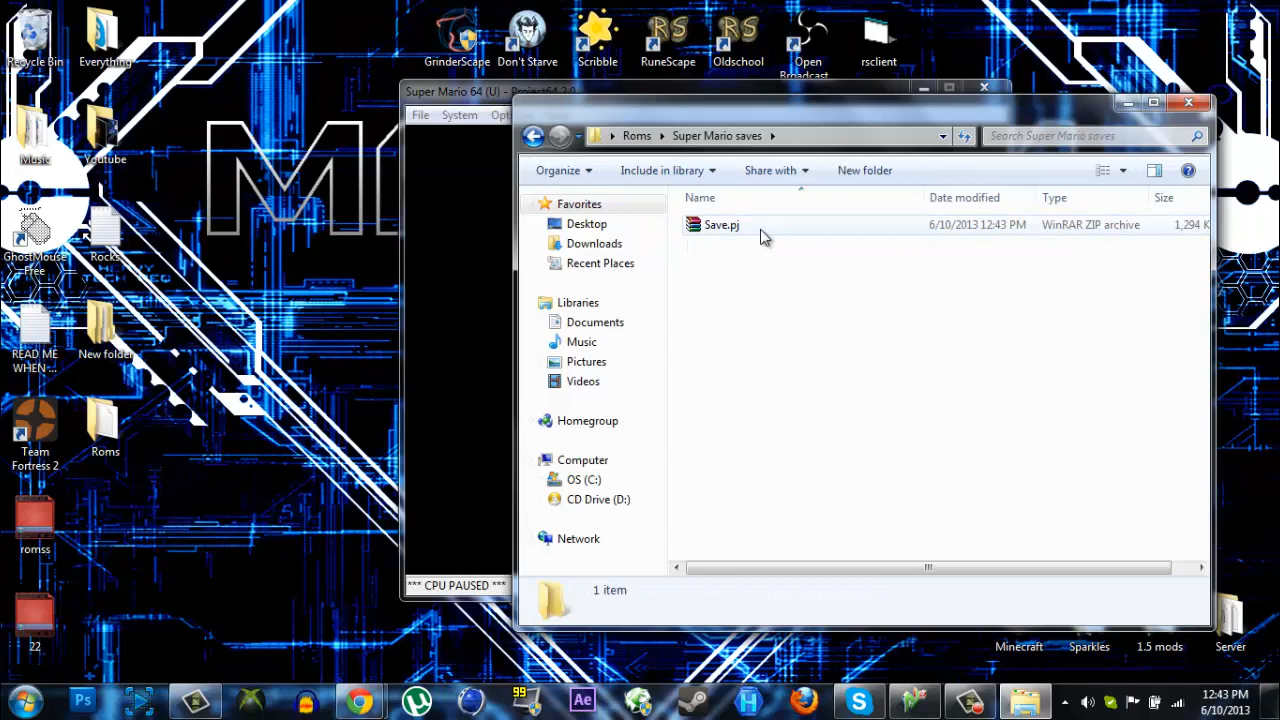 Recycle Bin
Everything
GrinderScape
Don't Starve
Scribble
RuneScape
Oldschool
Open
Broadcast...
rsclient
Super Mario 64 (U) - Project64 2.0
File System
Roms Super Mario saves
Search Super Mario saves
Organize Include in library Share with New folder
Name Date modified Type Size
Save.pj 6/10/2013 12:43 PM WinRAR ZIP archive 1,294 K
Favorites
Desktop
Downloads
Recent Places
Libraries
Documents
Music
Pictures
Videos
Homegroup
Computer
OS (C:)
CD Drive (D:)
Network
1 item
*** CPU PAUSED ***
Music
Youtube
GhostMouse
Free
Rocks
READ ME
WHEN ...
New folder
Team
Fortress 2
Roms
romss
22
Minecraft
Sparkles
1.5 mods
Server
Ps
99
Ae
12:43 PM
6/10/2013